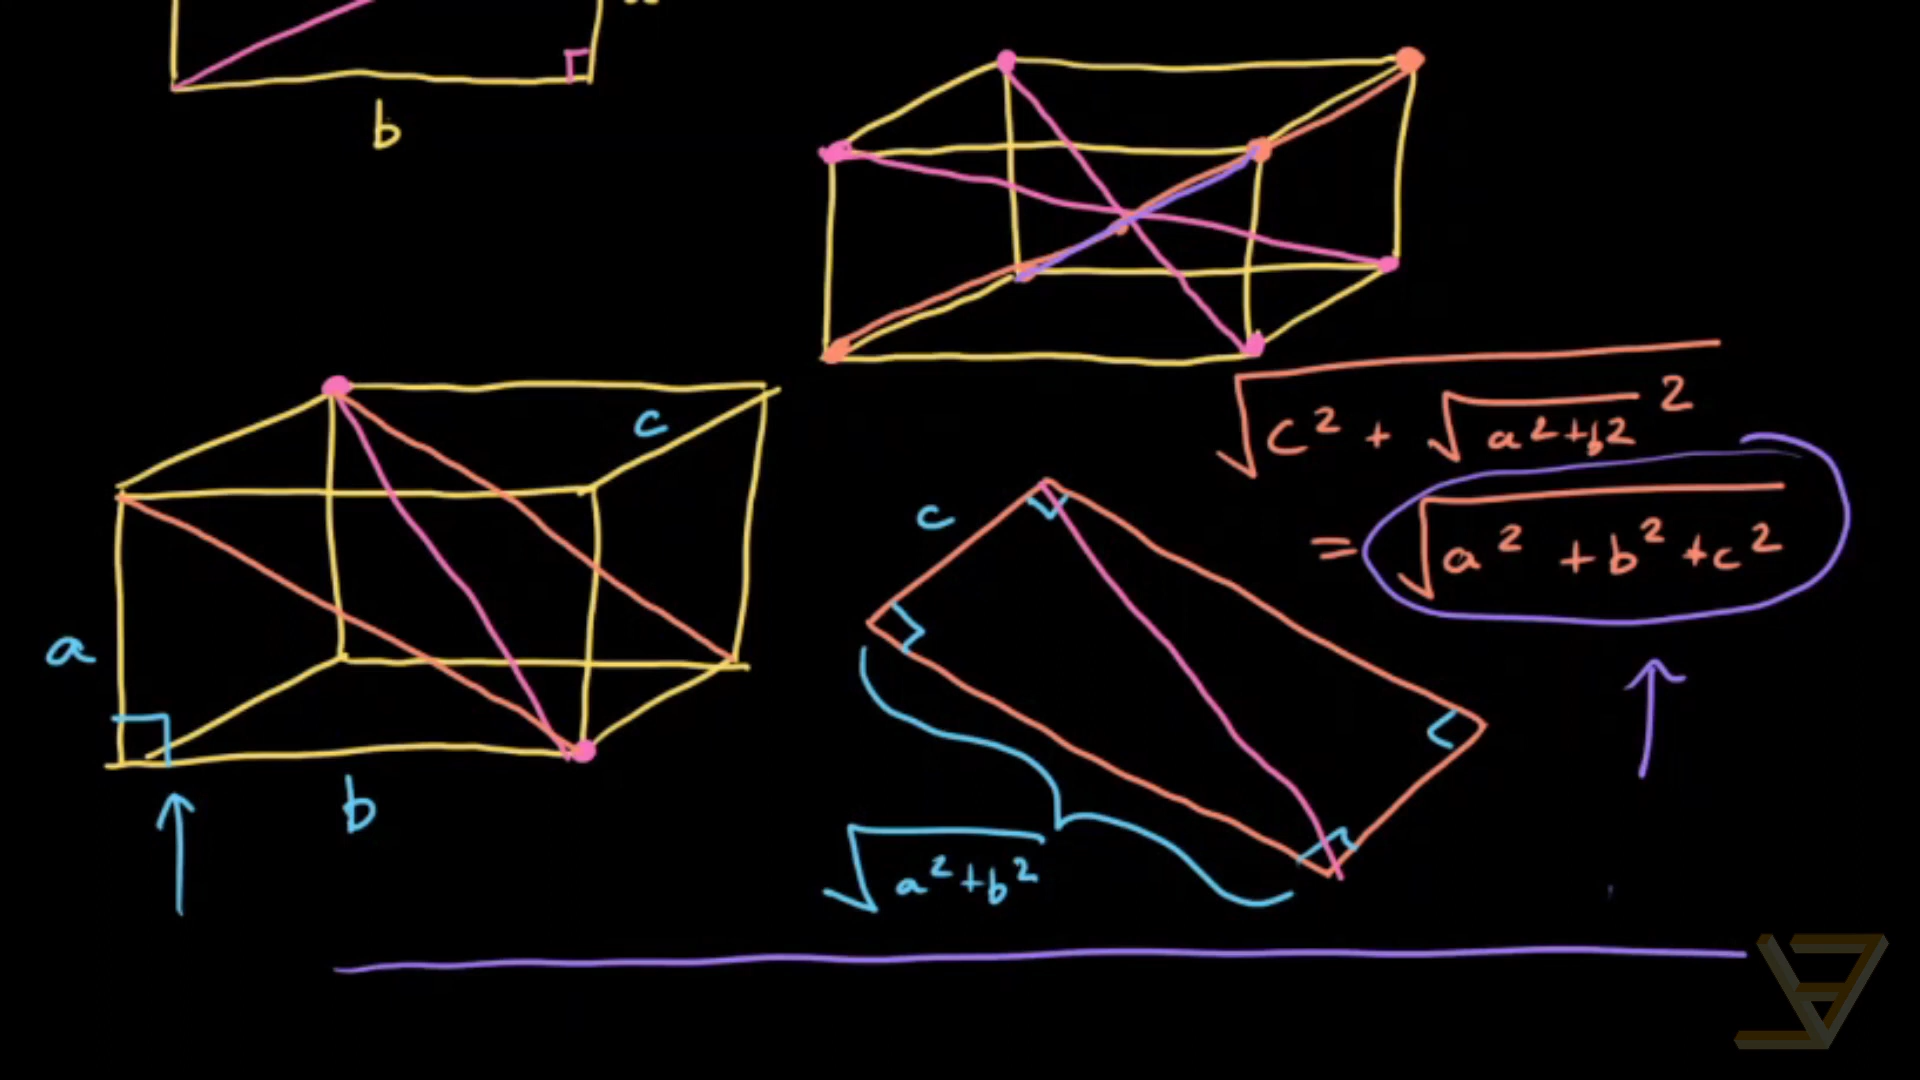 b
c
√(c² + √(a²+b²)²)
= √(a² + b² + c²)
c
a
b
√(a²+b²)